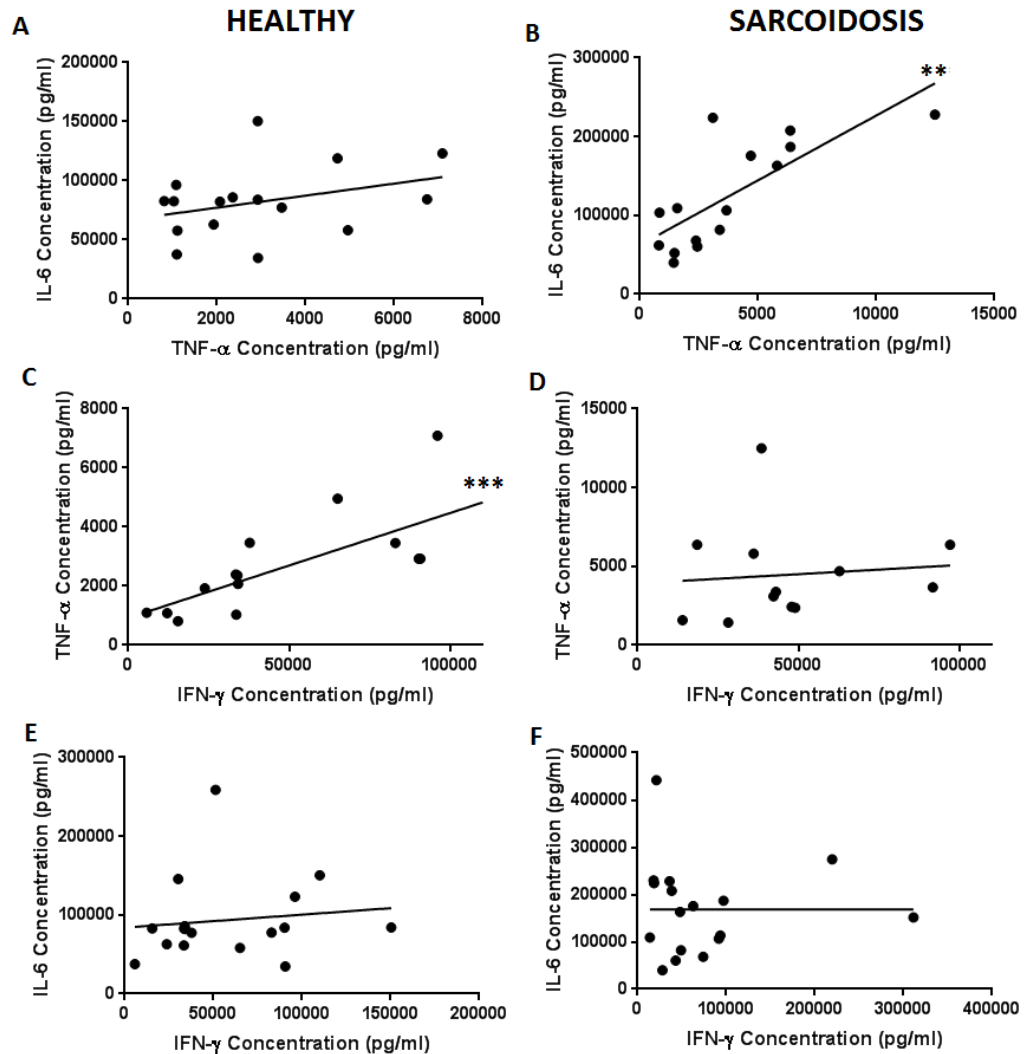 HEALTHY
SARCOIDOSIS
A
IL-6 Concentration (pg/ml)
200000
150000
100000
50000
0
0 2000 4000 6000 8000
TNF-α Concentration (pg/ml)
B
**
IL-6 Concentration (pg/ml)
300000
200000
100000
0
0 5000 10000 15000
TNF-α Concentration (pg/ml)
C
***
TNF-α Concentration (pg/ml)
8000
6000
4000
2000
0
0 50000 100000
IFN-γ Concentration (pg/ml)
D
TNF-α Concentration (pg/ml)
15000
10000
5000
0
0 50000 100000
IFN-γ Concentration (pg/ml)
E
IL-6 Concentration (pg/ml)
300000
200000
100000
0
0 50000 100000 150000 200000
IFN-γ Concentration (pg/ml)
F
IL-6 Concentration (pg/ml)
500000
400000
300000
200000
100000
0
0 100000 200000 300000 400000
IFN-γ Concentration (pg/ml)